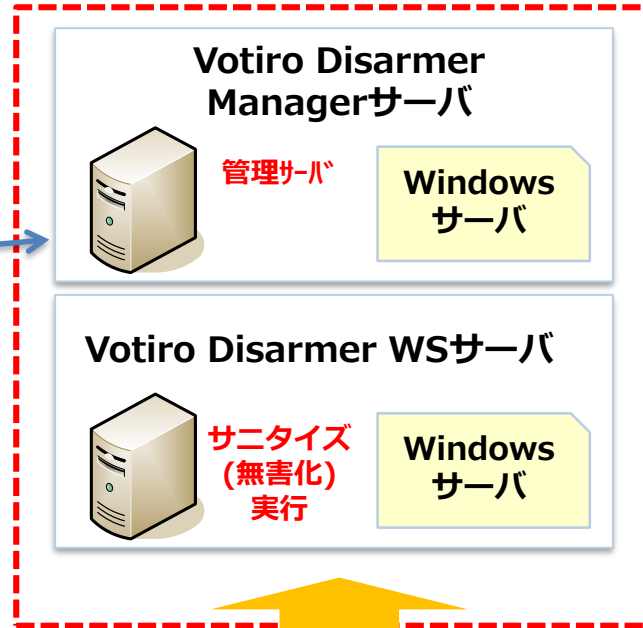 Votiro Disarmer
Managerサーバ
管理ｻｰﾊﾞ
Windows
サーバ
Votiro Disarmer WSサーバ
サニタイズ
(無害化)
実行
Windows
サーバ